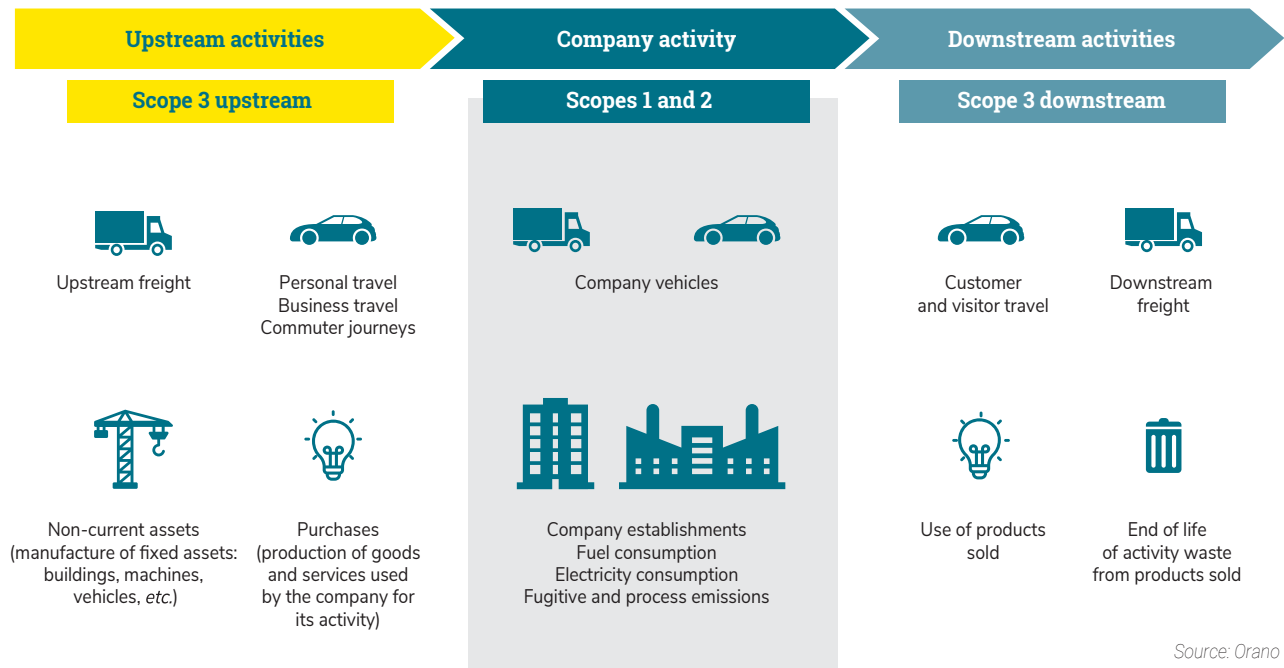 Upstream activities
Company activity
Downstream activities
Scope 3 upstream
Scopes 1 and 2
Scope 3 downstream
Upstream freight
Personal travel
Business travel
Commuter journeys
Company vehicles
Customer
and visitor travel
Downstream
freight
Non-current assets
(manufacture of fixed assets:
buildings, machines,
vehicles, etc.)
Purchases
(production of goods
and services used
by the company for
its activity)
Company establishments
Fuel consumption
Electricity consumption
Fugitive and process emissions
Use of products
sold
End of life
of activity waste
from products sold
Source: Orano